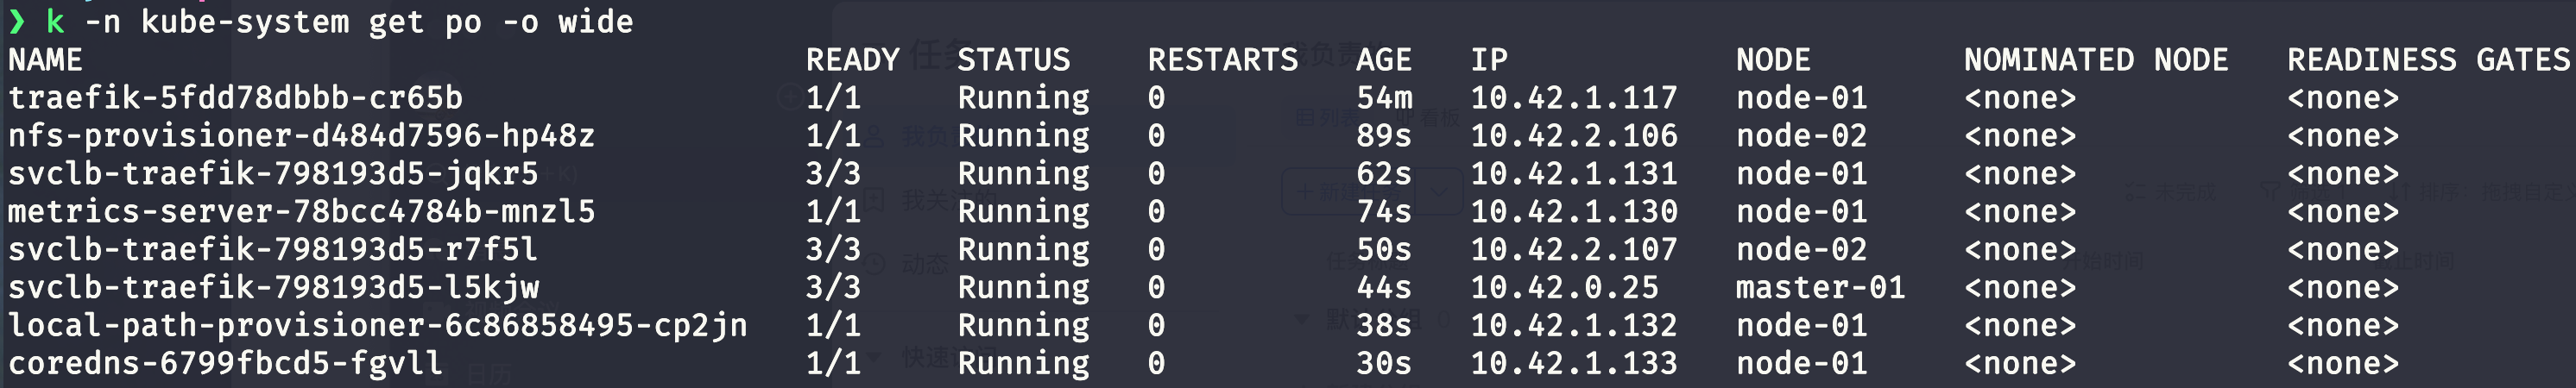 ❯ k -n kube-system get po -o wide
NAME READY STATUS RESTARTS AGE IP NODE NOMINATED NODE READINESS GATES
traefik-5fdd78dbbb-cr65b 1/1 Running 0 54m 10.42.1.117 node-01 <none> <none>
nfs-provisioner-d484d7596-hp48z 1/1 Running 0 89s 10.42.2.106 node-02 <none> <none>
svclb-traefik-798193d5-jqkr5 3/3 Running 0 62s 10.42.1.131 node-01 <none> <none>
metrics-server-78bcc4784b-mnzl5 1/1 Running 0 74s 10.42.1.130 node-01 <none> <none>
svclb-traefik-798193d5-r7f5l 3/3 Running 0 50s 10.42.2.107 node-02 <none> <none>
svclb-traefik-798193d5-l5kjw 3/3 Running 0 44s 10.42.0.25 master-01 <none> <none>
local-path-provisioner-6c86858495-cp2jn 1/1 Running 0 38s 10.42.1.132 node-01 <none> <none>
coredns-6799fbcd5-fgvll 1/1 Running 0 30s 10.42.1.133 node-01 <none> <none>